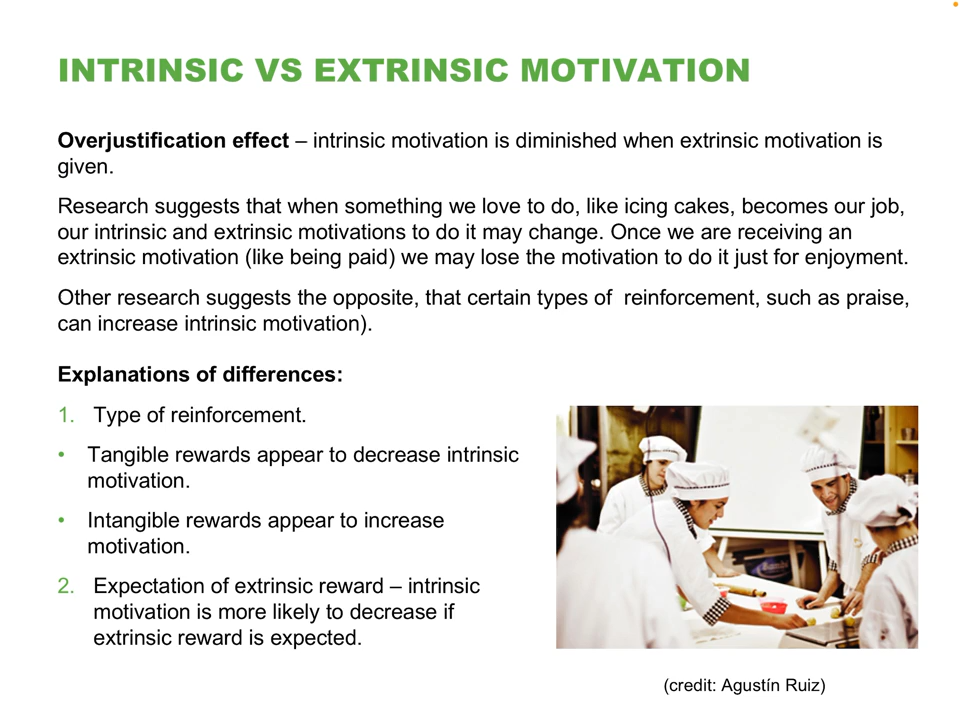 INTRINSIC VS EXTRINSIC MOTIVATION
Overjustification effect – intrinsic motivation is diminished when extrinsic motivation is
given.
Research suggests that when something we love to do, like icing cakes, becomes our job,
our intrinsic and extrinsic motivations to do it may change. Once we are receiving an
extrinsic motivation (like being paid) we may lose the motivation to do it just for enjoyment.
Other research suggests the opposite, that certain types of  reinforcement, such as praise,
can increase intrinsic motivation).
Explanations of differences:
1. Type of reinforcement.
• Tangible rewards appear to decrease intrinsic
motivation.
• Intangible rewards appear to increase
motivation.
2. Expectation of extrinsic reward – intrinsic
motivation is more likely to decrease if
extrinsic reward is expected.
(credit: Agustín Ruiz)